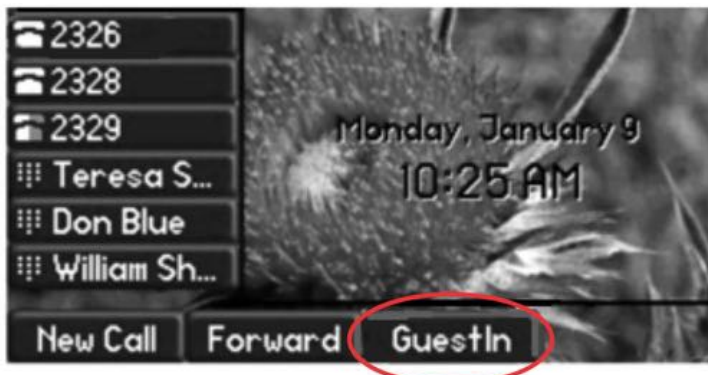 2326
2328
2329
Teresa S...
Don Blue
William Sh...
Monday, January 9
10:25 AM
New Call
Forward
GuestIn